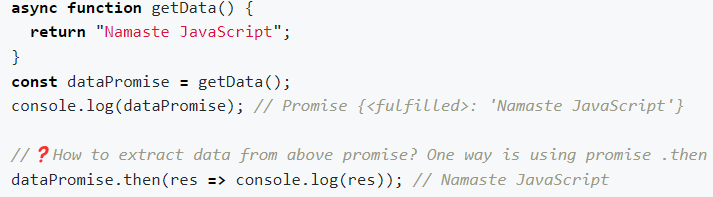 async function getData() {
  return "Namaste JavaScript";
}
const dataPromise = getData();
console.log(dataPromise); // Promise {<fulfilled>: 'Namaste JavaScript'}

//❓How to extract data from above promise? One way is using promise .then
dataPromise.then(res => console.log(res)); // Namaste JavaScript